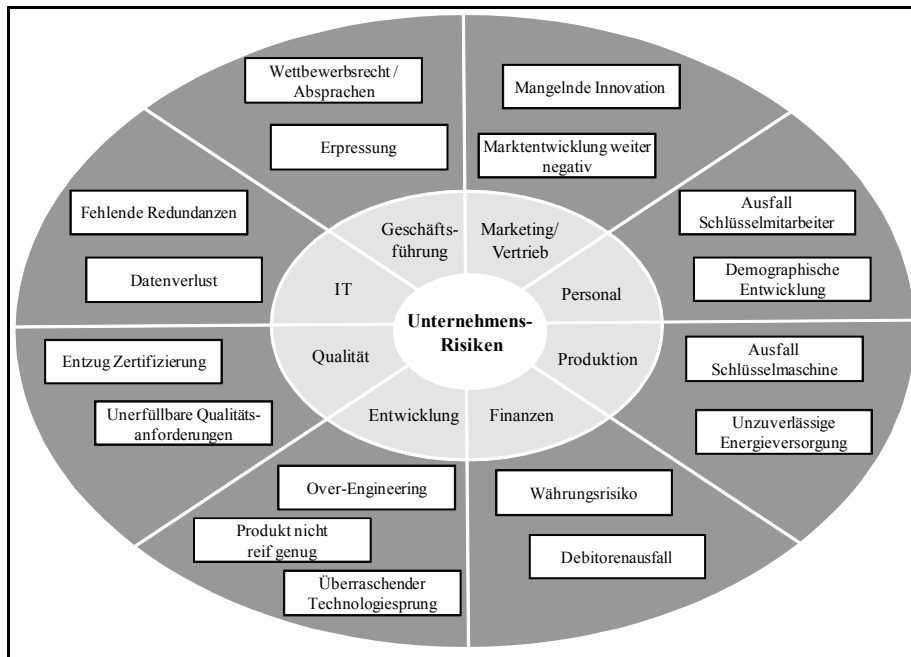 Wettbewerbsrecht /
Absprachen
Erpressung
Mangelnde Innovation
Marktentwicklung weiter
negativ
Fehlende Redundanzen
Datenverlust
Ausfall
Schlüsselmitarbeiter
Demographische
Entwicklung
Geschäfts-
führung
Marketing/
Vertrieb
IT
Personal
Unternehmens-
Risiken
Qualität
Produktion
Entwicklung
Finanzen
Entzug Zertifizierung
Unerfüllbare Qualitäts-
anforderungen
Ausfall
Schlüsselmaschine
Unzuverlässige
Energieversorgung
Over-Engineering
Produkt nicht
reif genug
Überraschender
Technologiesprung
Währungsrisiko
Debitorenausfall